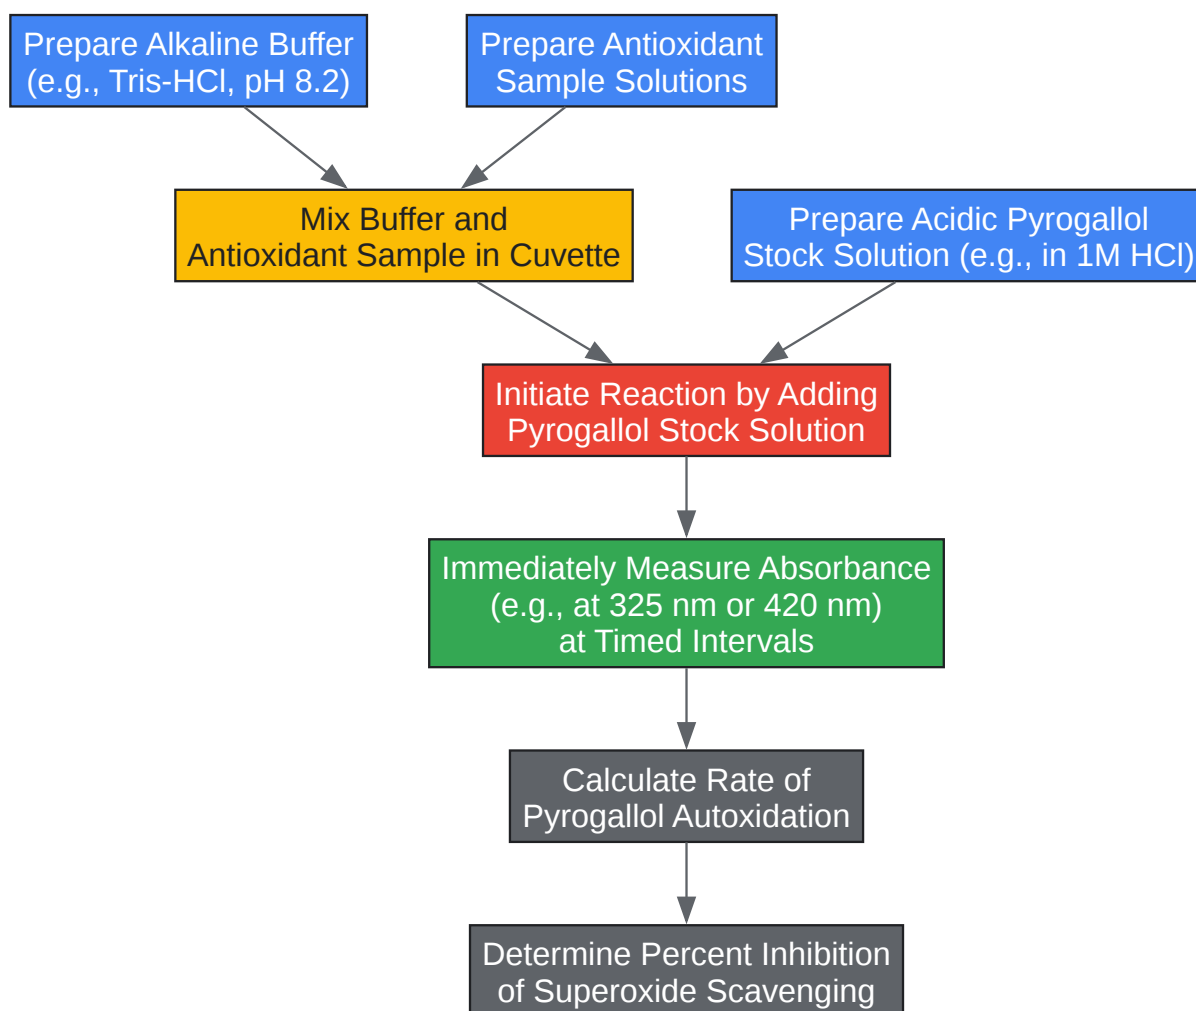 Prepare Alkaline Buffer
(e.g., Tris-HCl, pH 8.2)
Prepare Antioxidant
Sample Solutions
Mix Buffer and
Antioxidant Sample in Cuvette
Prepare Acidic Pyrogallol
Stock Solution (e.g., in 1M HCl)
Initiate Reaction by Adding
Pyrogallol Stock Solution
Immediately Measure Absorbance
(e.g., at 325 nm or 420 nm)
at Timed Intervals
Calculate Rate of
Pyrogallol Autoxidation
Determine Percent Inhibition
of Superoxide Scavenging